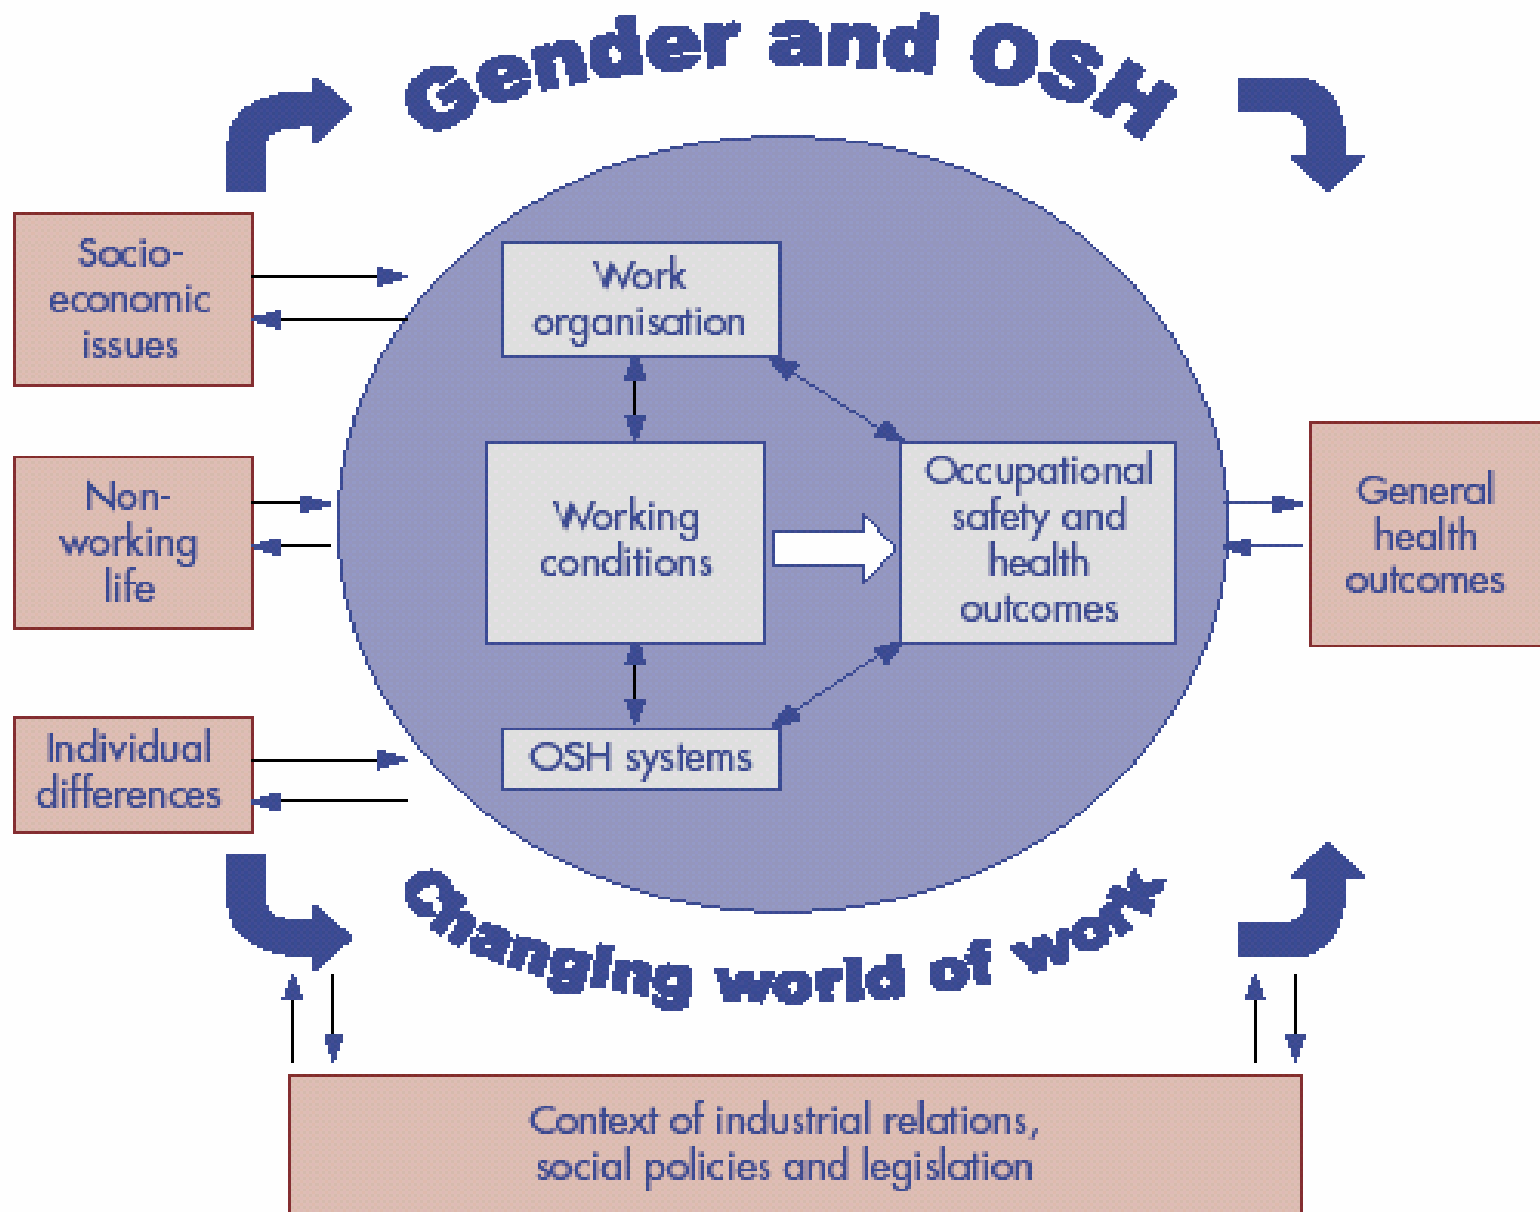 Gender and OSH
Socio-
economic
issues
Work
organisation
Non-
working
life
Working
conditions
Occupational
safety and
health
outcomes
General
health
outcomes
Individual
differences
OSH systems
Changing world of work
Context of industrial relations,
social policies and legislation